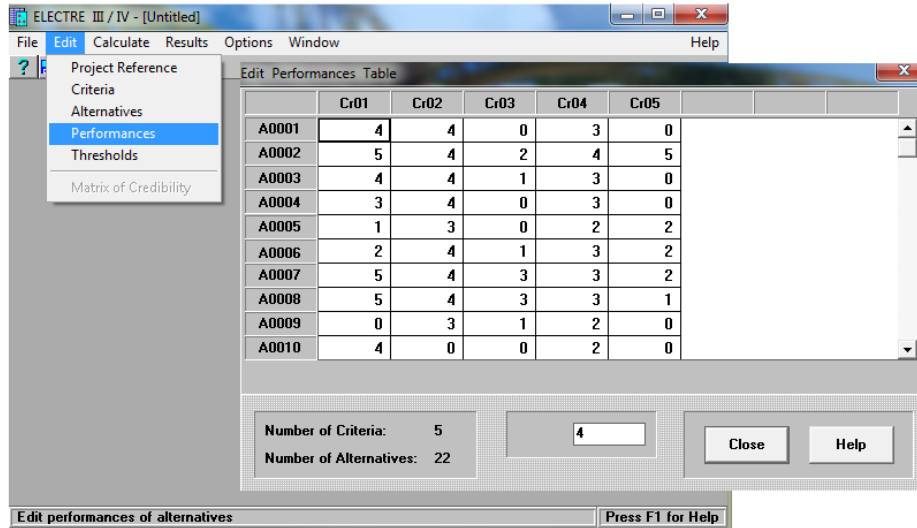 ELECTRE III / IV - [Untitled]
File Edit Calculate Results Options Window Help
?
Project Reference
Criteria
Alternatives
Performances
Thresholds
Matrix of Credibility
Edit Performances Table
Cr01 Cr02 Cr03 Cr04 Cr05
A0001 4 4 0 3 0
A0002 5 4 2 4 5
A0003 4 4 1 3 0
A0004 3 4 0 3 0
A0005 1 3 0 2 2
A0006 2 4 1 3 2
A0007 5 4 3 3 2
A0008 5 4 3 3 1
A0009 0 3 1 2 0
A0010 4 0 0 2 0
Number of Criteria: 5
Number of Alternatives: 22
4
Close
Help
Edit performances of alternatives
Press F1 for Help